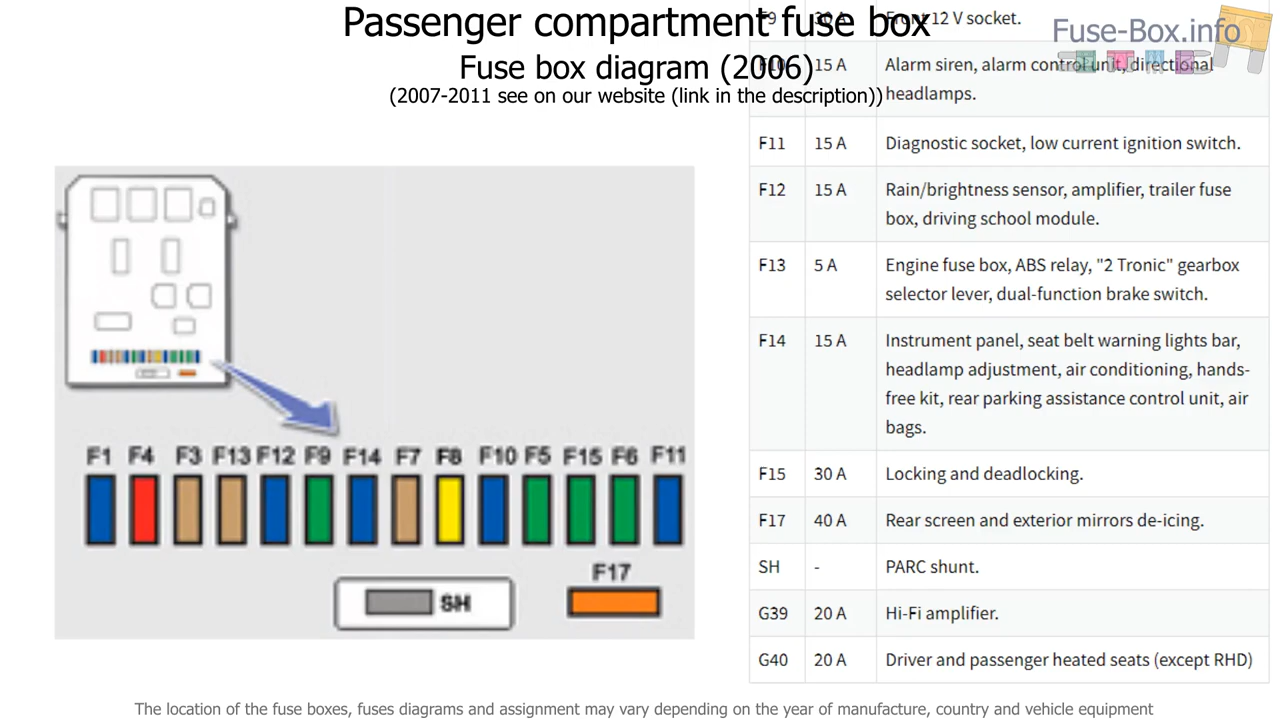 Passenger compartment fuse box
Fuse box diagram (2006)
(2007-2011 see on our website (link in the description))
Fuse-Box.info
F9 30 A Front 12 V socket.
F10 15 A Alarm siren, alarm control unit, directional
headlamps.
F11 15 A Diagnostic socket, low current ignition switch.
F12 15 A Rain/brightness sensor, amplifier, trailer fuse
box, driving school module.
F13 5 A Engine fuse box, ABS relay, "2 Tronic" gearbox
selector lever, dual-function brake switch.
F14 15 A Instrument panel, seat belt warning lights bar,
headlamp adjustment, air conditioning, hands-
free kit, rear parking assistance control unit, air
bags.
F15 30 A Locking and deadlocking.
F17 40 A Rear screen and exterior mirrors de-icing.
SH - PARC shunt.
G39 20 A Hi-Fi amplifier.
G40 20 A Driver and passenger heated seats (except RHD)
F1 F4 F3 F13 F12 F9 F14 F7 F8 F10 F5 F15 F6 F11
F17
SH
The location of the fuse boxes, fuses diagrams and assignment may vary depending on the year of manufacture, country and vehicle equipment